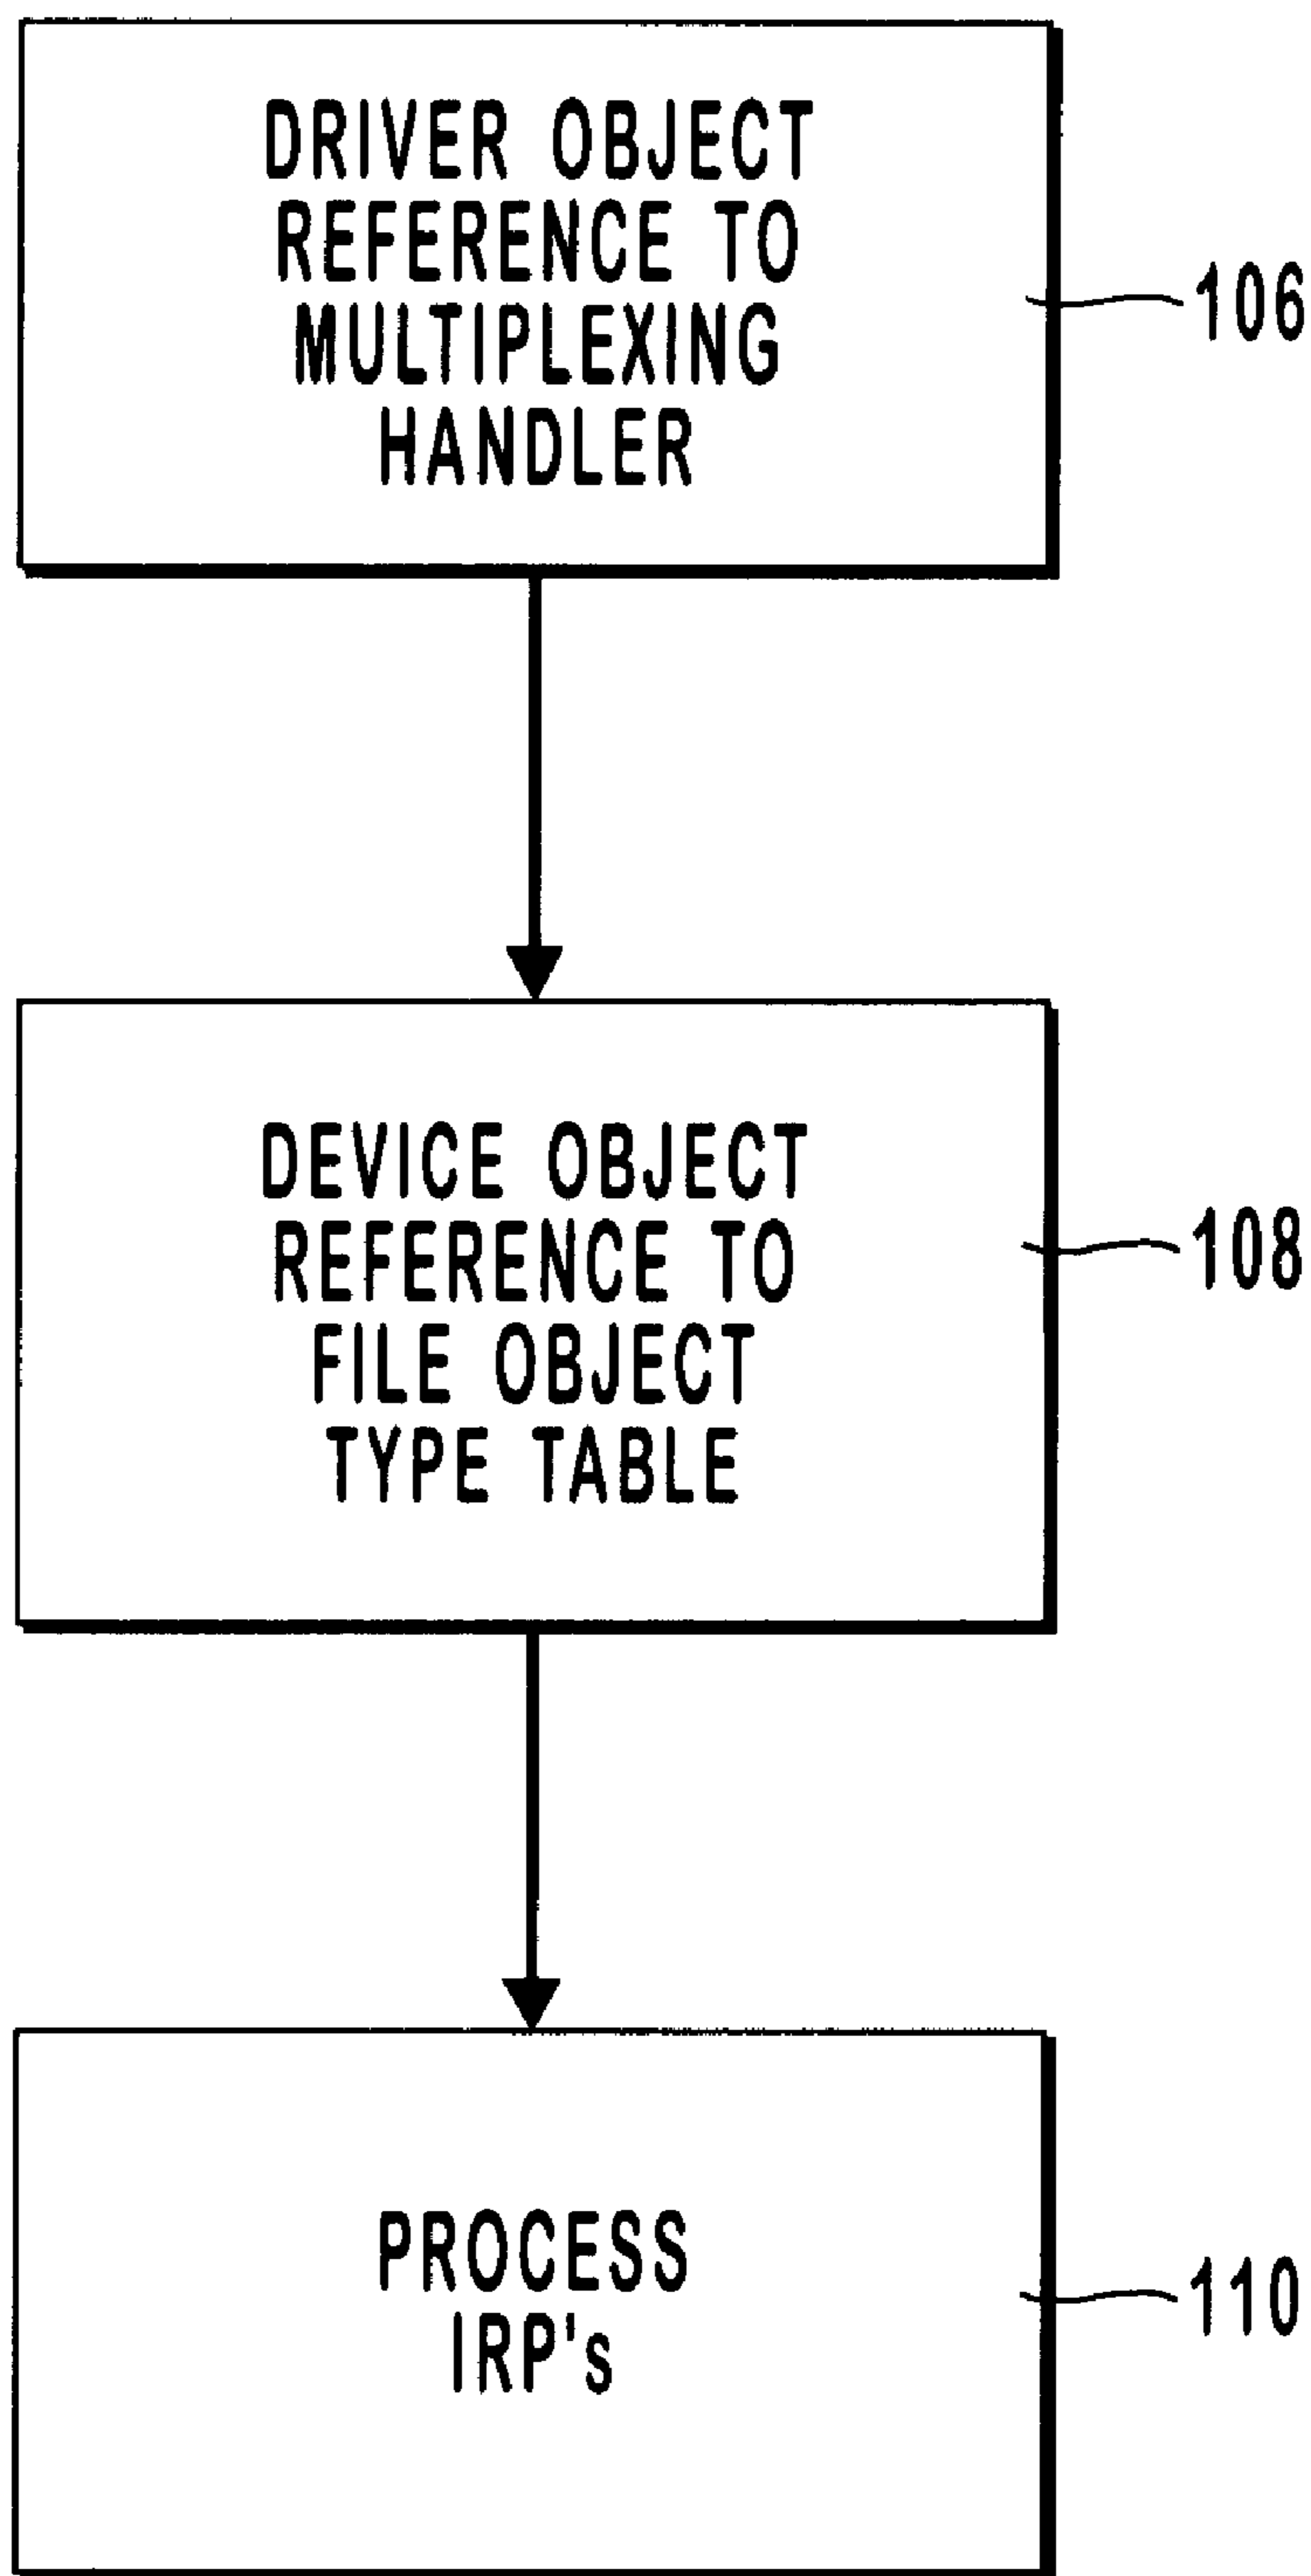 DRIVER OBJECT
REFERENCE TO
MULTIPLEXING
HANDLER
106
DEVICE OBJECT
REFERENCE TO
FILE OBJECT
TYPE TABLE
108
PROCESS
IRP's
110